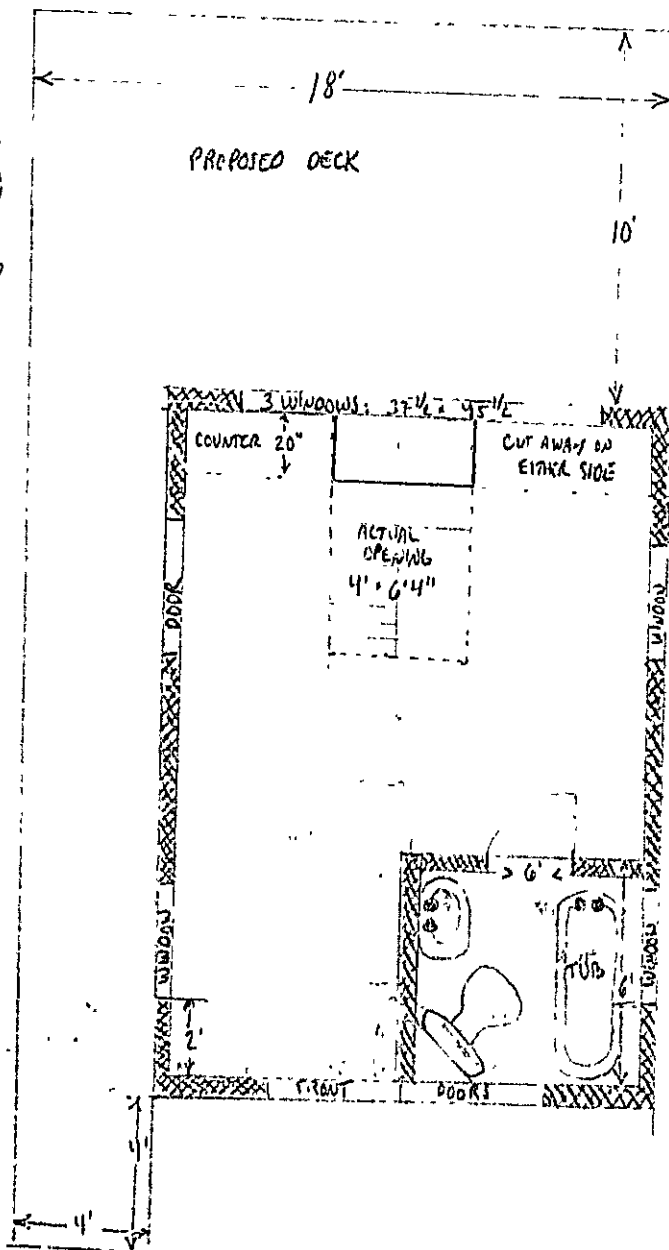 18'
PROPOSED DECK
10'
3 WINDOWS: 37 1/2 x 45 1/2
COUNTER 20"
CUT AWAY ON
EITHER SIDE
ACTUAL
OPENING
4' x 6'4"
DOOR
WINDOW
> 6' <
WINDOW
TUB
6'
2'
FRONT DOORS
4'
4'